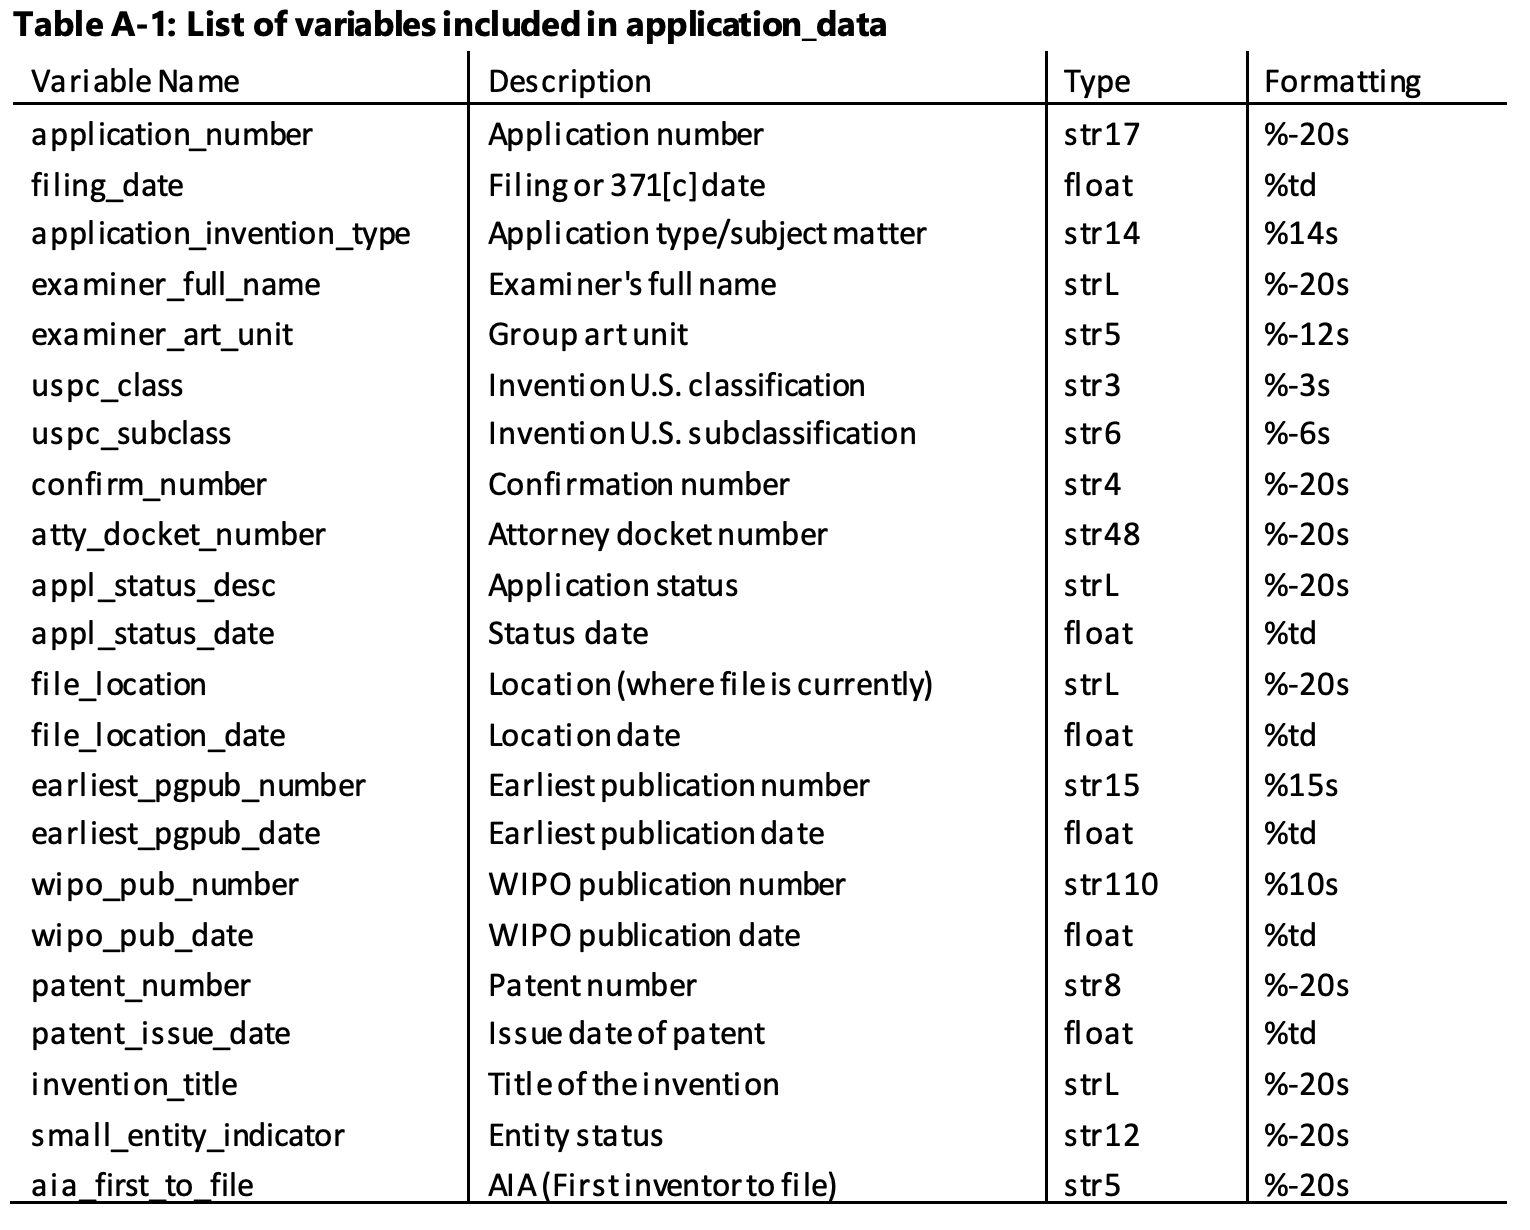 Table A-1: List of variables included in application_data
Variable Name Description Type Formatting
application_number Application number str17 %-20s
filing_date Filing or 371[c] date float %td
application_invention_type Application type/subject matter str14 %14s
examiner_full_name Examiner's full name strL %-20s
examiner_art_unit Group art unit str5 %-12s
uspc_class Invention U.S. classification str3 %-3s
uspc_subclass Invention U.S. subclassification str6 %-6s
confirm_number Confirmation number str4 %-20s
atty_docket_number Attorney docket number str48 %-20s
appl_status_desc Application status strL %-20s
appl_status_date Status date float %td
file_location Location (where file is currently) strL %-20s
file_location_date Location date float %td
earliest_pgpub_number Earliest publication number str15 %15s
earliest_pgpub_date Earliest publication date float %td
wipo_pub_number WIPO publication number str110 %10s
wipo_pub_date WIPO publication date float %td
patent_number Patent number str8 %-20s
patent_issue_date Issue date of patent float %td
invention_title Title of the invention strL %-20s
small_entity_indicator Entity status str12 %-20s
aia_first_to_file AIA (First inventor to file) str5 %-20s